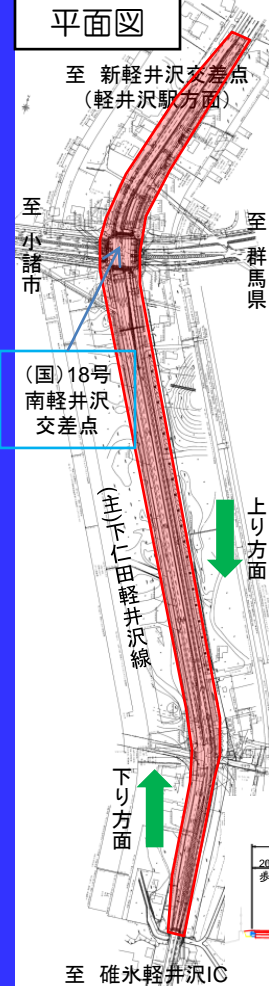 平面図
至 新軽井沢交差点
(軽井沢駅方面)
至 小諸市
至 群馬県
(国)18号
南軽井沢
交差点
(主)下仁田軽井沢線
上り方面
下り方面
歩
至 碓氷軽井沢IC